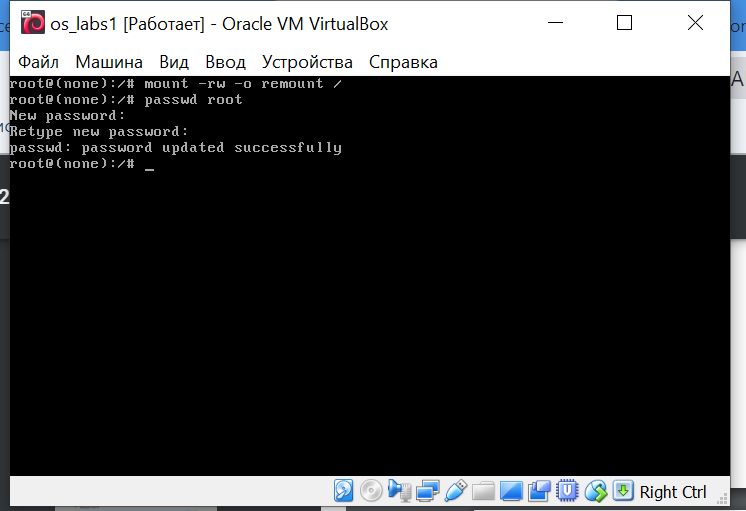 os_labs1 [Работает] - Oracle VM VirtualBox
Файл Машина Вид Ввод Устройства Справка
root@(none):/# mount -rw -o remount /
root@(none):/# passwd root
New password:
Retype new password:
passwd: password updated successfully
root@(none):/# _
Right Ctrl